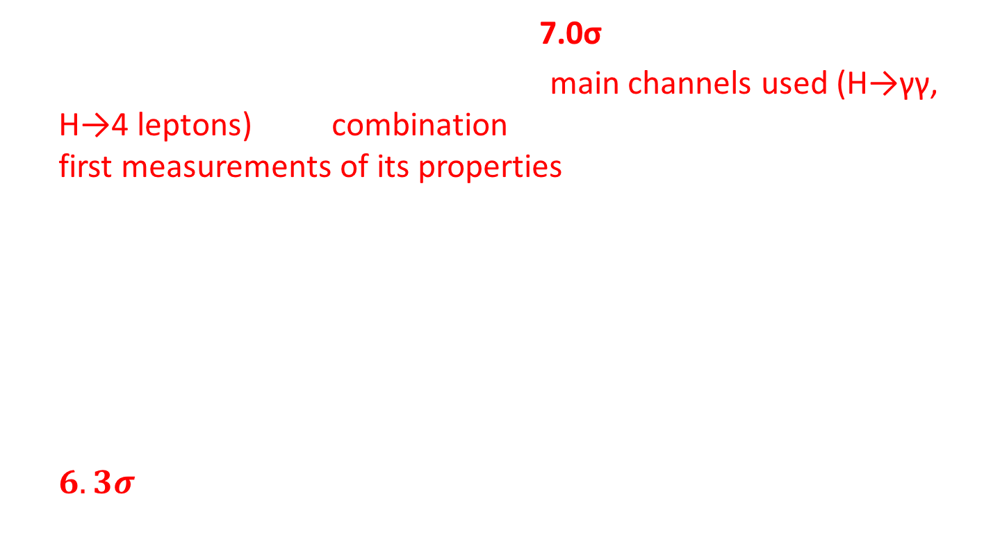 7.0σ
main channels used (H→γγ,
H→4 leptons) combination
first measurements of its properties
6.3σ